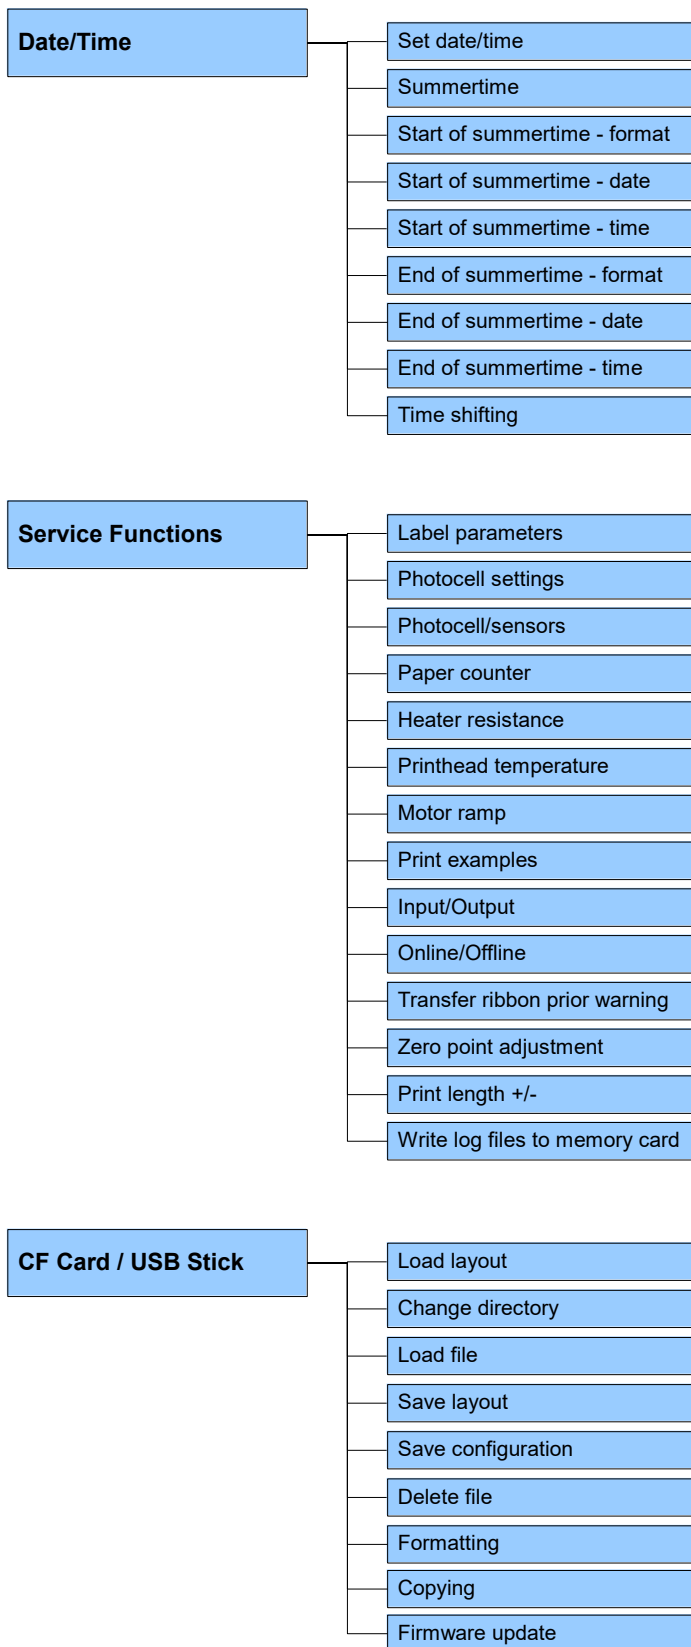 Date/Time
Set date/time
Summertime
Start of summertime - format
Start of summertime - date
Start of summertime - time
End of summertime - format
End of summertime - date
End of summertime - time
Time shifting
Service Functions
Label parameters
Photocell settings
Photocell/sensors
Paper counter
Heater resistance
Printhead temperature
Motor ramp
Print examples
Input/Output
Online/Offline
Transfer ribbon prior warning
Zero point adjustment
Print length +/-
Write log files to memory card
CF Card / USB Stick
Load layout
Change directory
Load file
Save layout
Save configuration
Delete file
Formatting
Copying
Firmware update